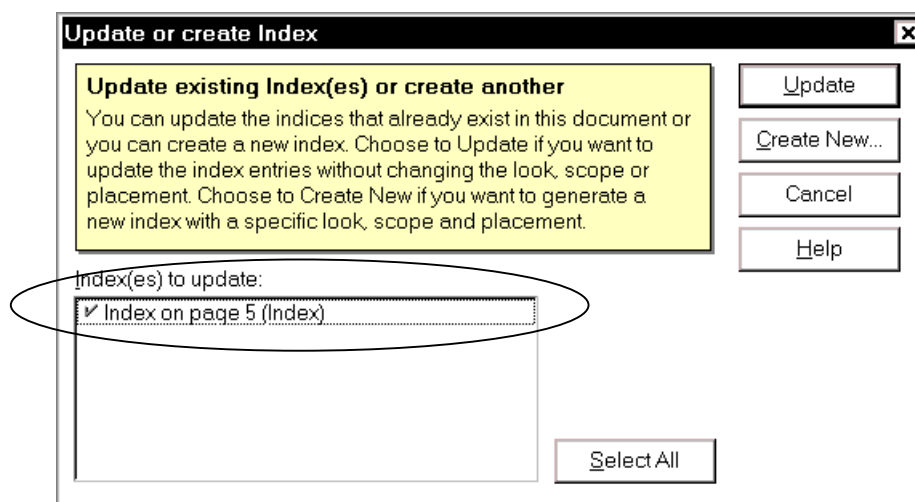 Update or create Index
Update existing Index(es) or create another
You can update the indices that already exist in this document or
you can create a new index. Choose to Update if you want to
update the index entries without changing the look, scope or
placement. Choose to Create New if you want to generate a
new index with a specific look, scope and placement.
Update
Create New...
Cancel
Help
Index(es) to update:
Index on page 5 (Index)
Select All